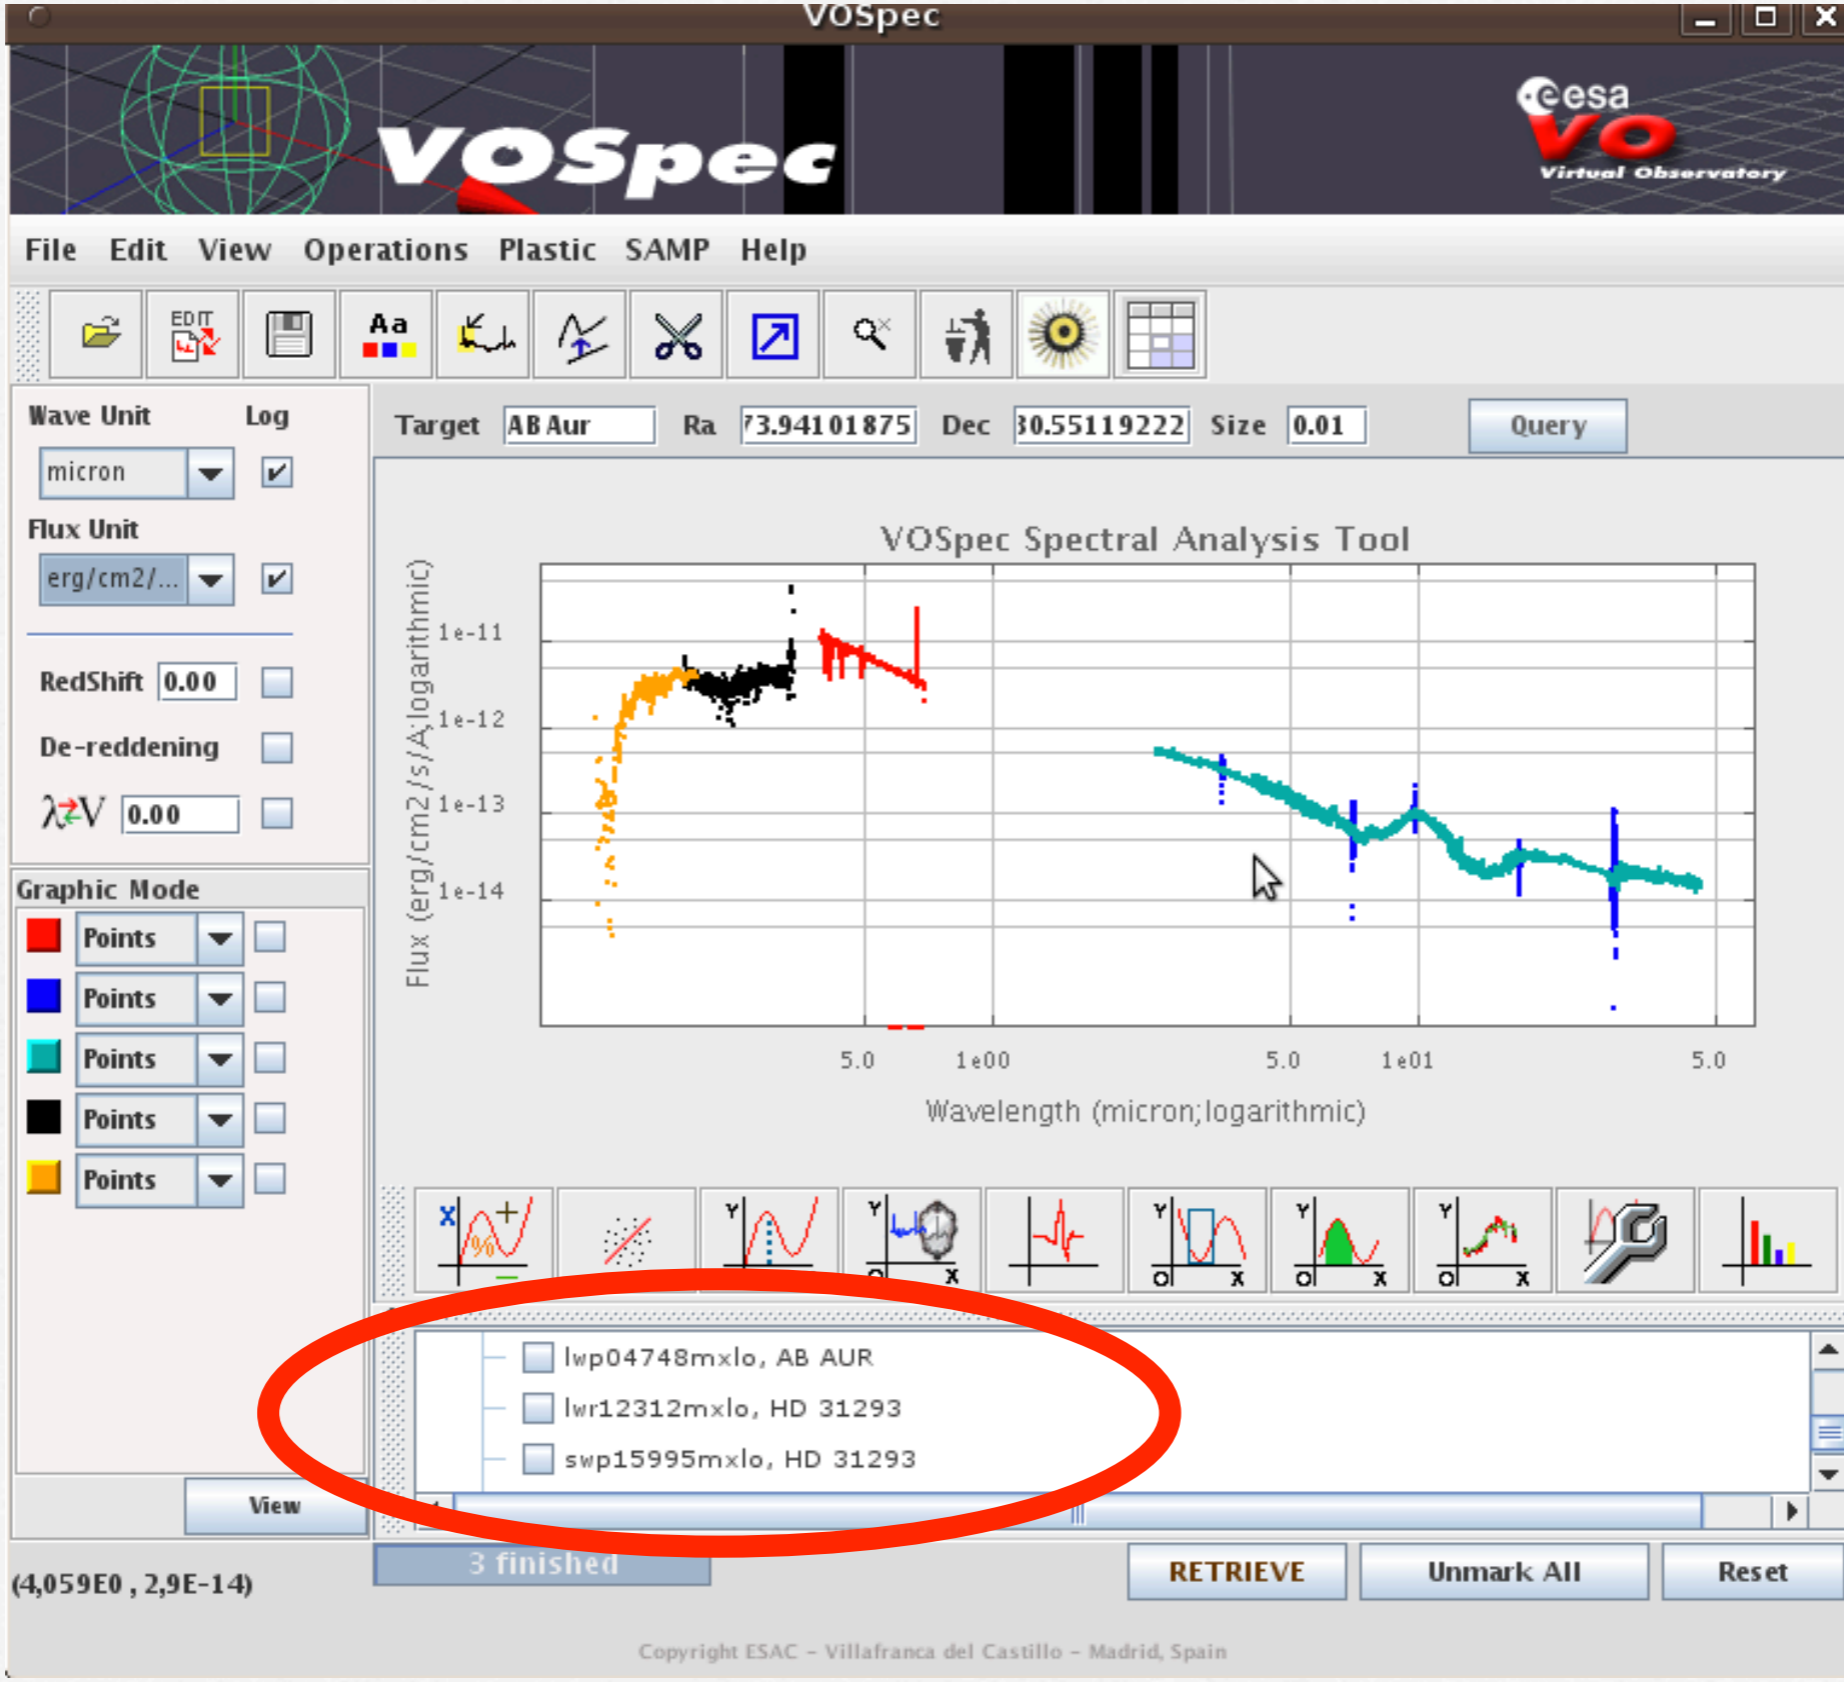 VOSpec
VOSpec
esa
VO
Virtual Observatory
File Edit View Operations Plastic SAMP Help
EDIT
Aa
Wave Unit Log
micron
Flux Unit
erg/cm2/...
RedShift 0.00
De-reddening
λ V 0.00
Graphic Mode
Points
Points
Points
Points
Points
View
Target AB Aur Ra 73.94101875 Dec 30.55119222 Size 0.01 Query
VOSpec Spectral Analysis Tool
Flux (erg/cm2/s/A;logarithmic)
1e-11
1e-12
1e-13
1e-14
5.0 1e00 5.0 1e01 5.0
Wavelength (micron;logarithmic)
X + % −
Y
Y O X
Y O X
Y O X
Y O X
lwp04748mxlo, AB AUR
lwr12312mxlo, HD 31293
swp15995mxlo, HD 31293
(4,059E0 , 2,9E-14)
3 finished
RETRIEVE Unmark All Reset
Copyright ESAC - Villafranca del Castillo - Madrid, Spain